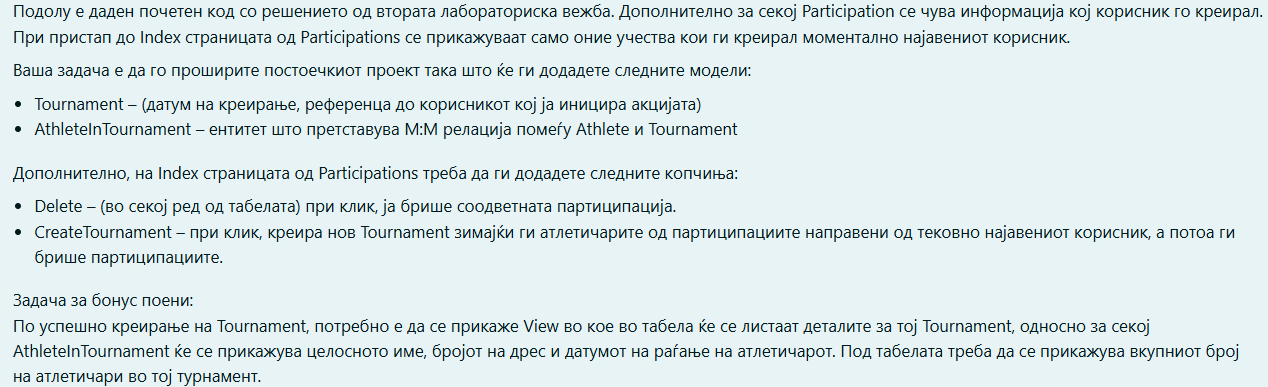 Подолу е даден почетен код со решението од втората лабораториска вежба. Дополнително за секој Participation се чува информација кој корисник го креирал.
При пристап до Index страницата од Participations се прикажуваат само оние учества кои ги креирал моментално најавениот корисник.
Ваша задача е да го проширите постоечкиот проект така што ќе ги додадете следните модели:
• Tournament – (датум на креирање, референца до корисникот кој ја иницира акцијата)
• AthleteInTournament – ентитет што претставува M:M релација помеѓу Athlete и Tournament
Дополнително, на Index страницата од Participations треба да ги додадете следните копчиња:
• Delete – (во секој ред од табелата) при клик, ја брише соодветната партиципација.
• CreateTournament – при клик, креира нов Tournament зимајќи ги атлетичарите од партиципациите направени од тековно најавениот корисник, а потоа ги
брише партиципациите.
Задача за бонус поени:
По успешно креирање на Tournament, потребно е да се прикаже View во кое во табела ќе се листаат деталите за тој Tournament, односно за секој
AthleteInTournament ќе се прикажува целосното име, бројот на дрес и датумот на раѓање на атлетичарот. Под табелата треба да се прикажува вкупниот број
на атлетичари во тој турнамент.